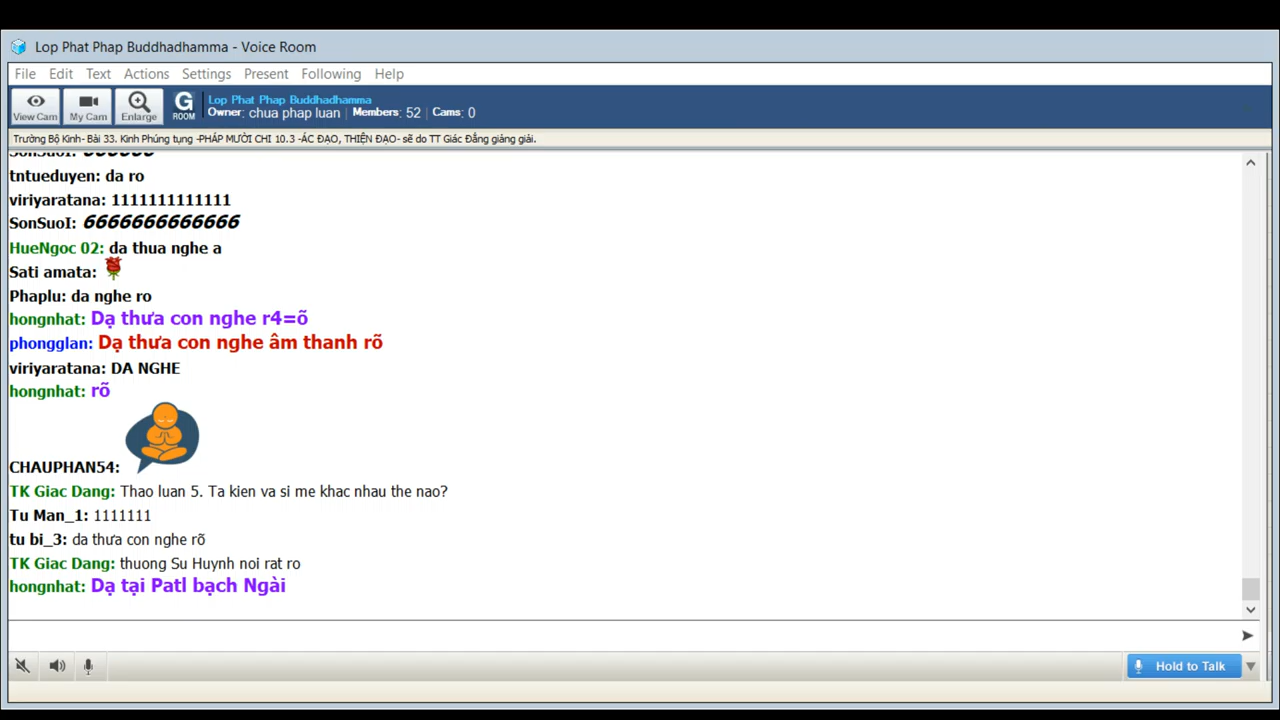 Lop Phat Phap Buddhadhamma - Voice Room
File Edit Text Actions Settings Present Following Help
View Cam My Cam Enlarge G ROOM
Lop Phat Phap Buddhadhamma
Owner: chua phap luan | Members: 52 | Cams: 0
Trường Bộ Kinh- Bài 33. Kinh Phúng tụng -PHÁP MƯỜI CHI 10.3 -ÁC ĐẠO, THIỆN ĐẠO- sẽ do TT Giác Đẳng giảng giải.
SonSuoI: 666666
tntueduyen: da ro
viriyaratana: 1111111111111
SonSuoI: 6666666666666
HueNgoc 02: da thua nghe a
Sati amata:
Phaplu: da nghe ro
hongnhat: Dạ thưa con nghe r4=õ
phongglan: Dạ thưa con nghe âm thanh rõ
viriyaratana: DA NGHE
hongnhat: rõ
CHAUPHAN54:
TK Giac Dang: Thao luan 5. Ta kien va si me khac nhau the nao?
Tu Man_1: 1111111
tu bi_3: da thưa con nghe rõ
TK Giac Dang: thuong Su Huynh noi rat ro
hongnhat: Dạ tại Patl bạch Ngài
Hold to Talk